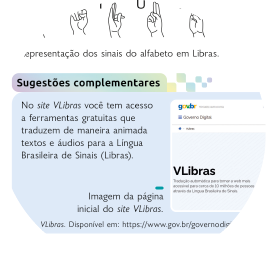 U
representação dos sinais do alfabeto em Libras.
Sugestões complementares
No site VLibras você tem acesso
a ferramentas gratuitas que
traduzem de maneira animada
textos e áudios para a Língua
Brasileira de Sinais (Libras).
gov.br
Governo Digital
VLibras
Tradução automática para tornar a web mais
acessível para cerca de 10 milhões de pessoas
através da Língua Brasileira de Sinais
Imagem da página
inicial do site VLibras.
VLibras. Disponível em: https://www.gov.br/governodig